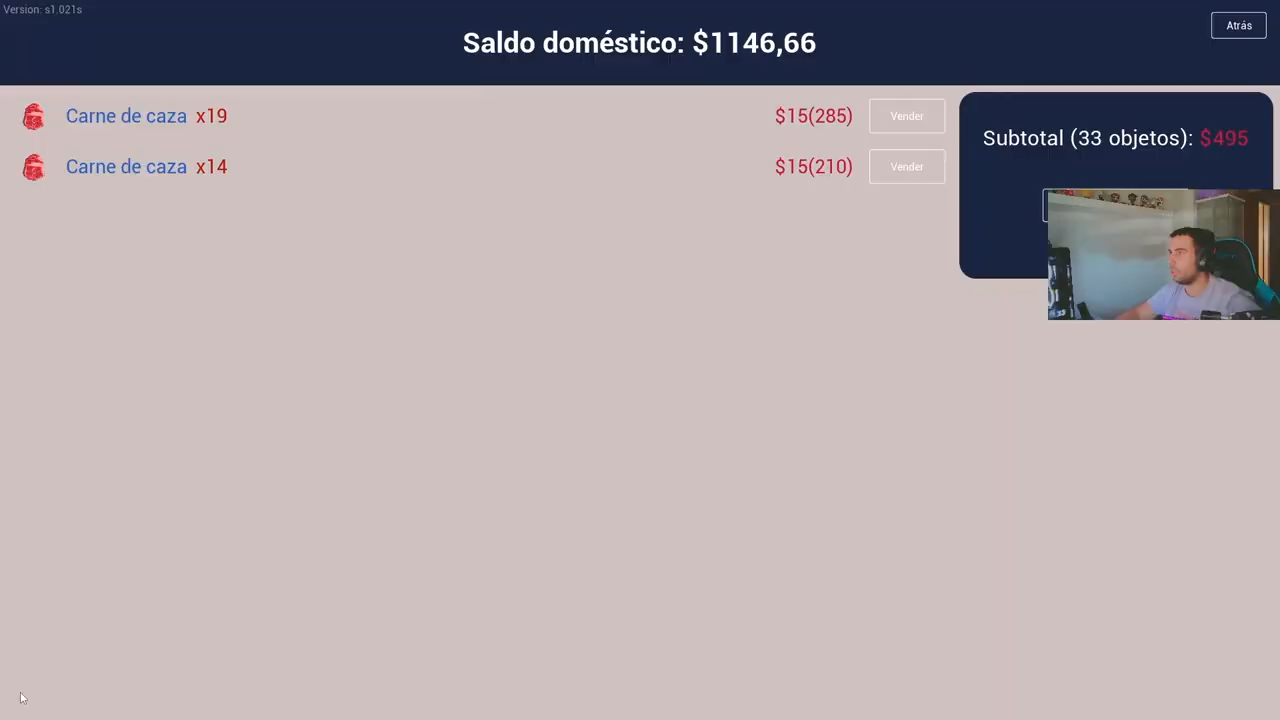 Version: s1.021s
Saldo doméstico: $1146,66
Atrás
Carne de caza x19 $15(285) Vender
Carne de caza x14 $15(210) Vender
Subtotal (33 objetos): $495